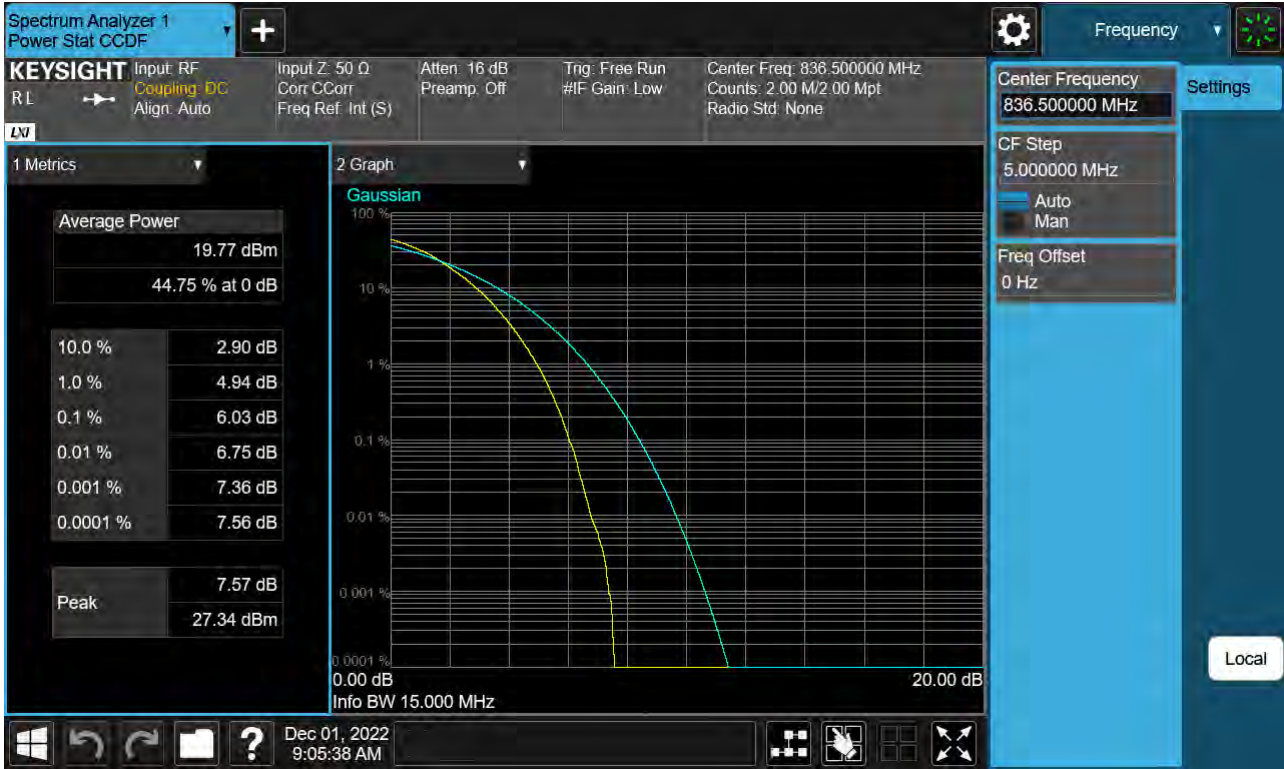 Spectrum Analyzer 1
Power Stat CCDF
+
Frequency
KEYSIGHT
RL
LXI
Input: RF
Coupling: DC
Align: Auto
Input Z: 50 Ω
Corr CCorr
Freq Ref: Int (S)
Atten: 16 dB
Preamp: Off
Trig: Free Run
#IF Gain: Low
Center Freq: 836.500000 MHz
Counts: 2.00 M/2.00 Mpt
Radio Std: None
Center Frequency
836.500000 MHz
Settings
CF Step
5.000000 MHz
Auto
Man
Freq Offset
0 Hz
Local
1 Metrics
Average Power
19.77 dBm
44.75 % at 0 dB
10.0 % 2.90 dB
1.0 % 4.94 dB
0.1 % 6.03 dB
0.01 % 6.75 dB
0.001 % 7.36 dB
0.0001 % 7.56 dB
Peak
7.57 dB
27.34 dBm
2 Graph
Gaussian
100 %
10 %
1 %
0.1 %
0.01 %
0.001 %
0.0001 %
0.00 dB 20.00 dB
Info BW 15.000 MHz
?
Dec 01, 2022
9:05:38 AM